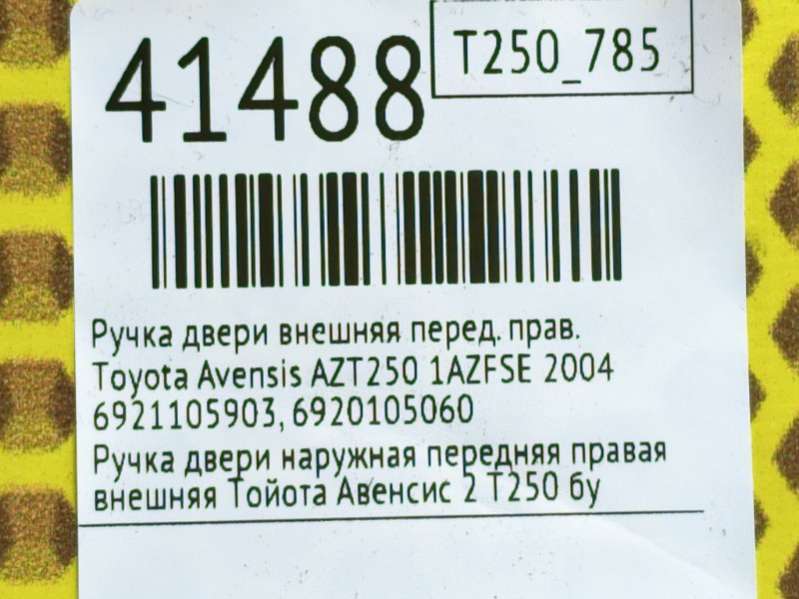 41488
T250_785
Ручка двери внешняя перед. прав.
Toyota Avensis AZT250 1AZFSE 2004
6921105903, 6920105060
Ручка двери наружная передняя правая
внешняя Тойота Авенсис 2 Т250 бу